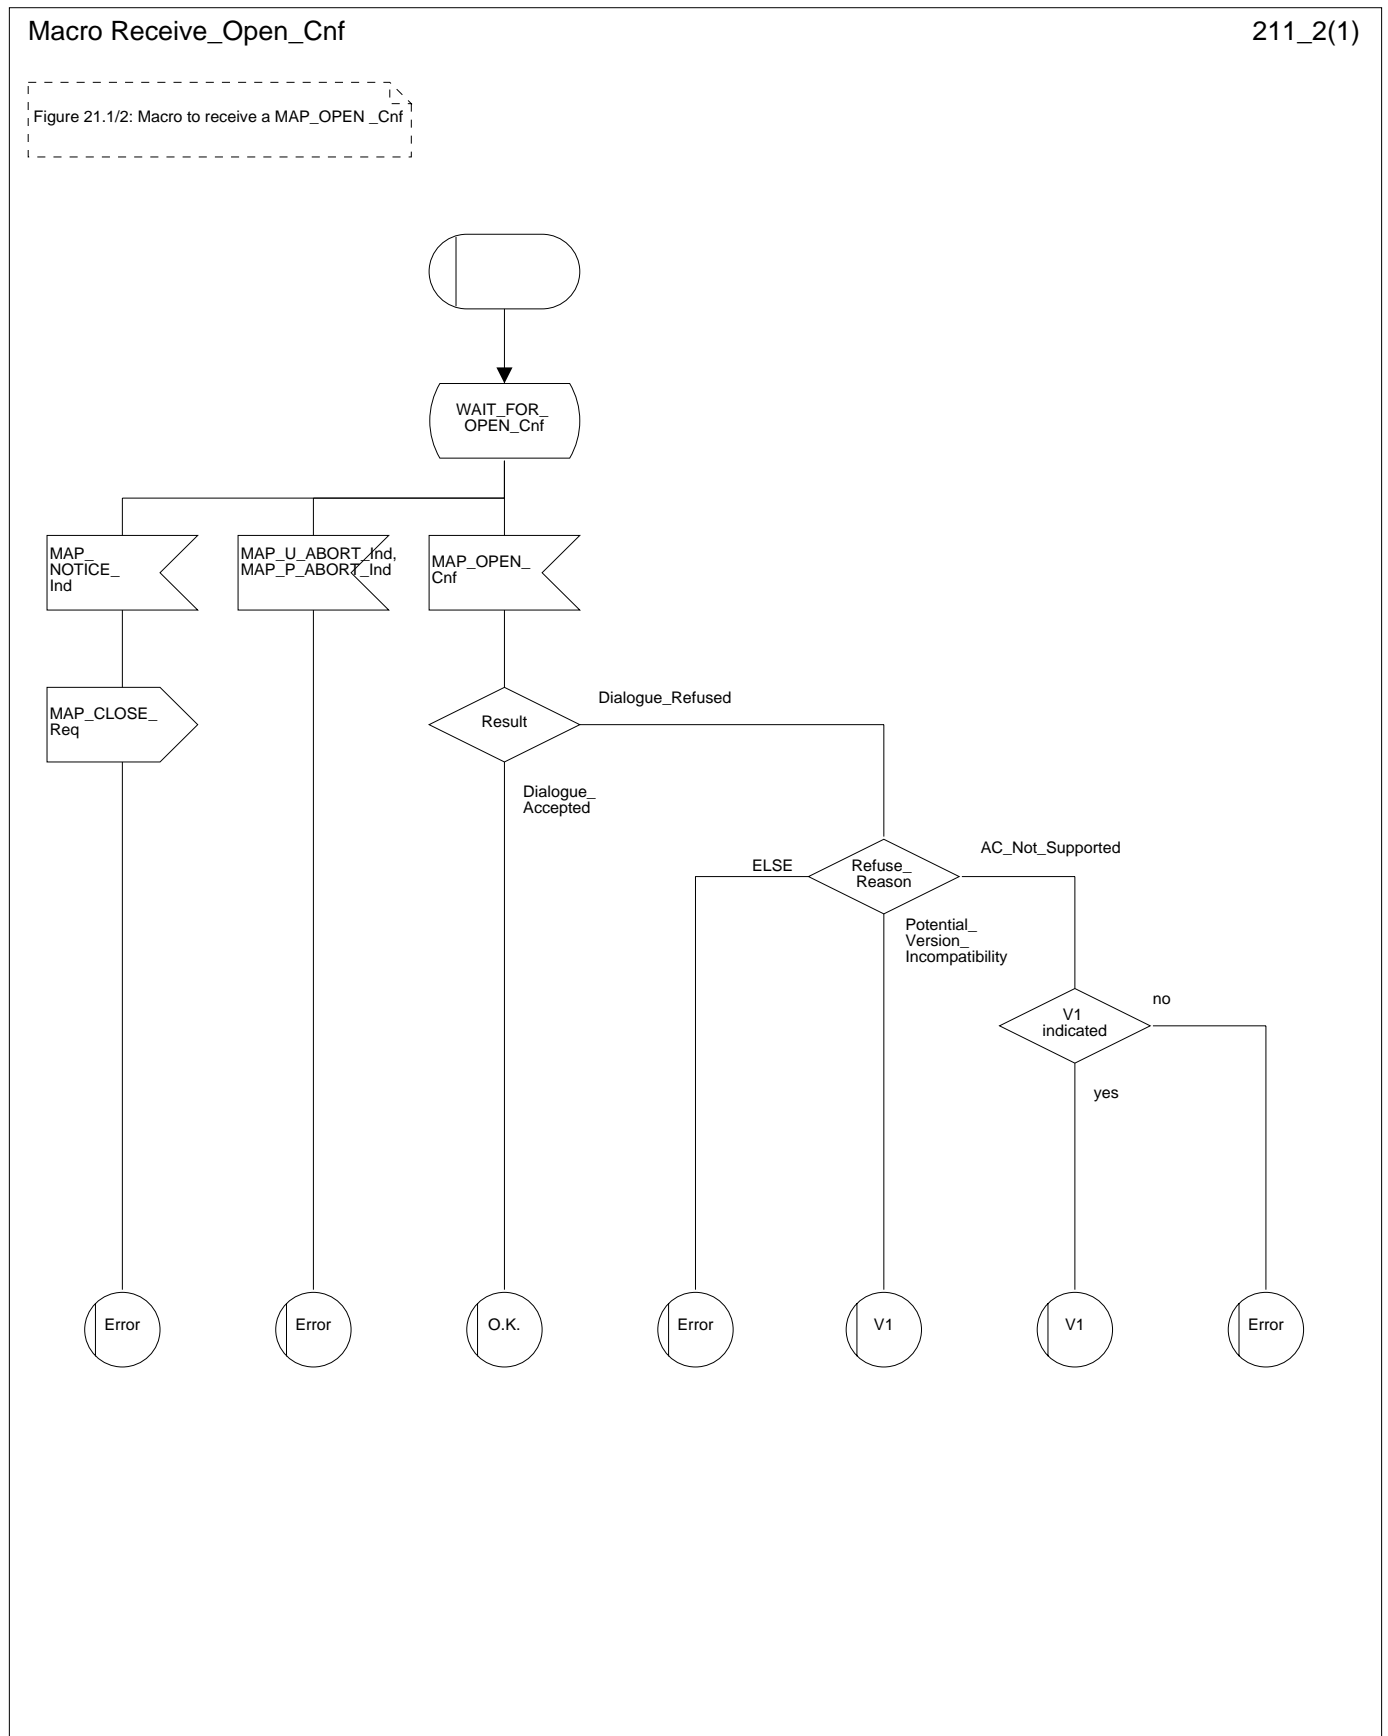 Macro Receive_Open_Cnf
211_2(1)
Figure 21.1/2: Macro to receive a MAP_OPEN _Cnf
WAIT_FOR_
OPEN_Cnf
MAP_
NOTICE_
Ind
MAP_U_ABORT_Ind,
MAP_P_ABORT_Ind
MAP_OPEN_
Cnf
MAP_CLOSE_
Req
Result
Dialogue_Refused
Dialogue_
Accepted
ELSE
Refuse_
Reason
AC_Not_Supported
Potential_
Version_
Incompatibility
V1
indicated
no
yes
Error
Error
O.K.
Error
V1
V1
Error